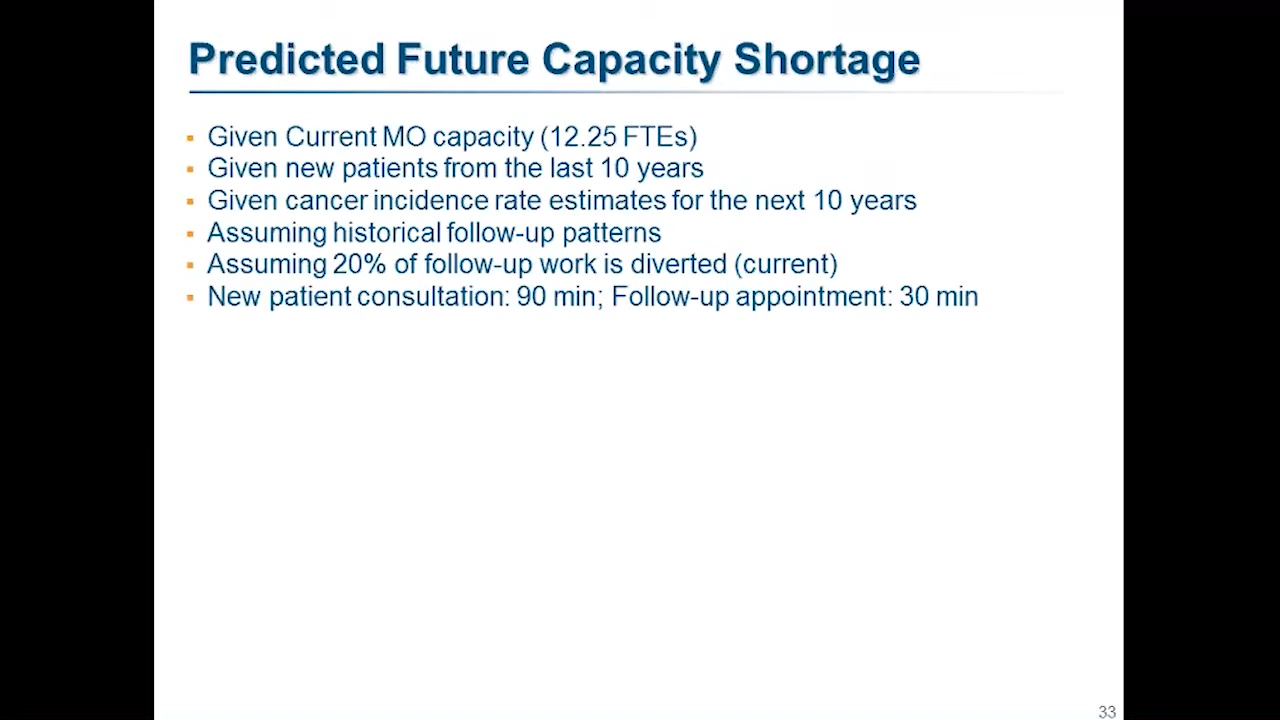 Predicted Future Capacity Shortage
▪ Given Current MO capacity (12.25 FTEs)
▪ Given new patients from the last 10 years
▪ Given cancer incidence rate estimates for the next 10 years
▪ Assuming historical follow-up patterns
▪ Assuming 20% of follow-up work is diverted (current)
▪ New patient consultation: 90 min; Follow-up appointment: 30 min
33